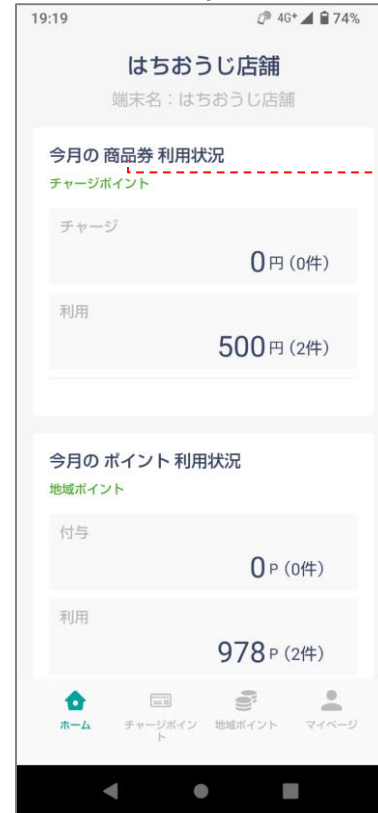 19:19
4G+ 74%
はちおうじ店舗
端末名：はちおうじ店舗
今月の 商品券 利用状況
チャージポイント
チャージ
0円（0件）
利用
500円（2件）
今月の ポイント 利用状況
地域ポイント
付与
0P（0件）
利用
978P（2件）
ホーム
チャージポイン
ト
地域ポイント
マイページ